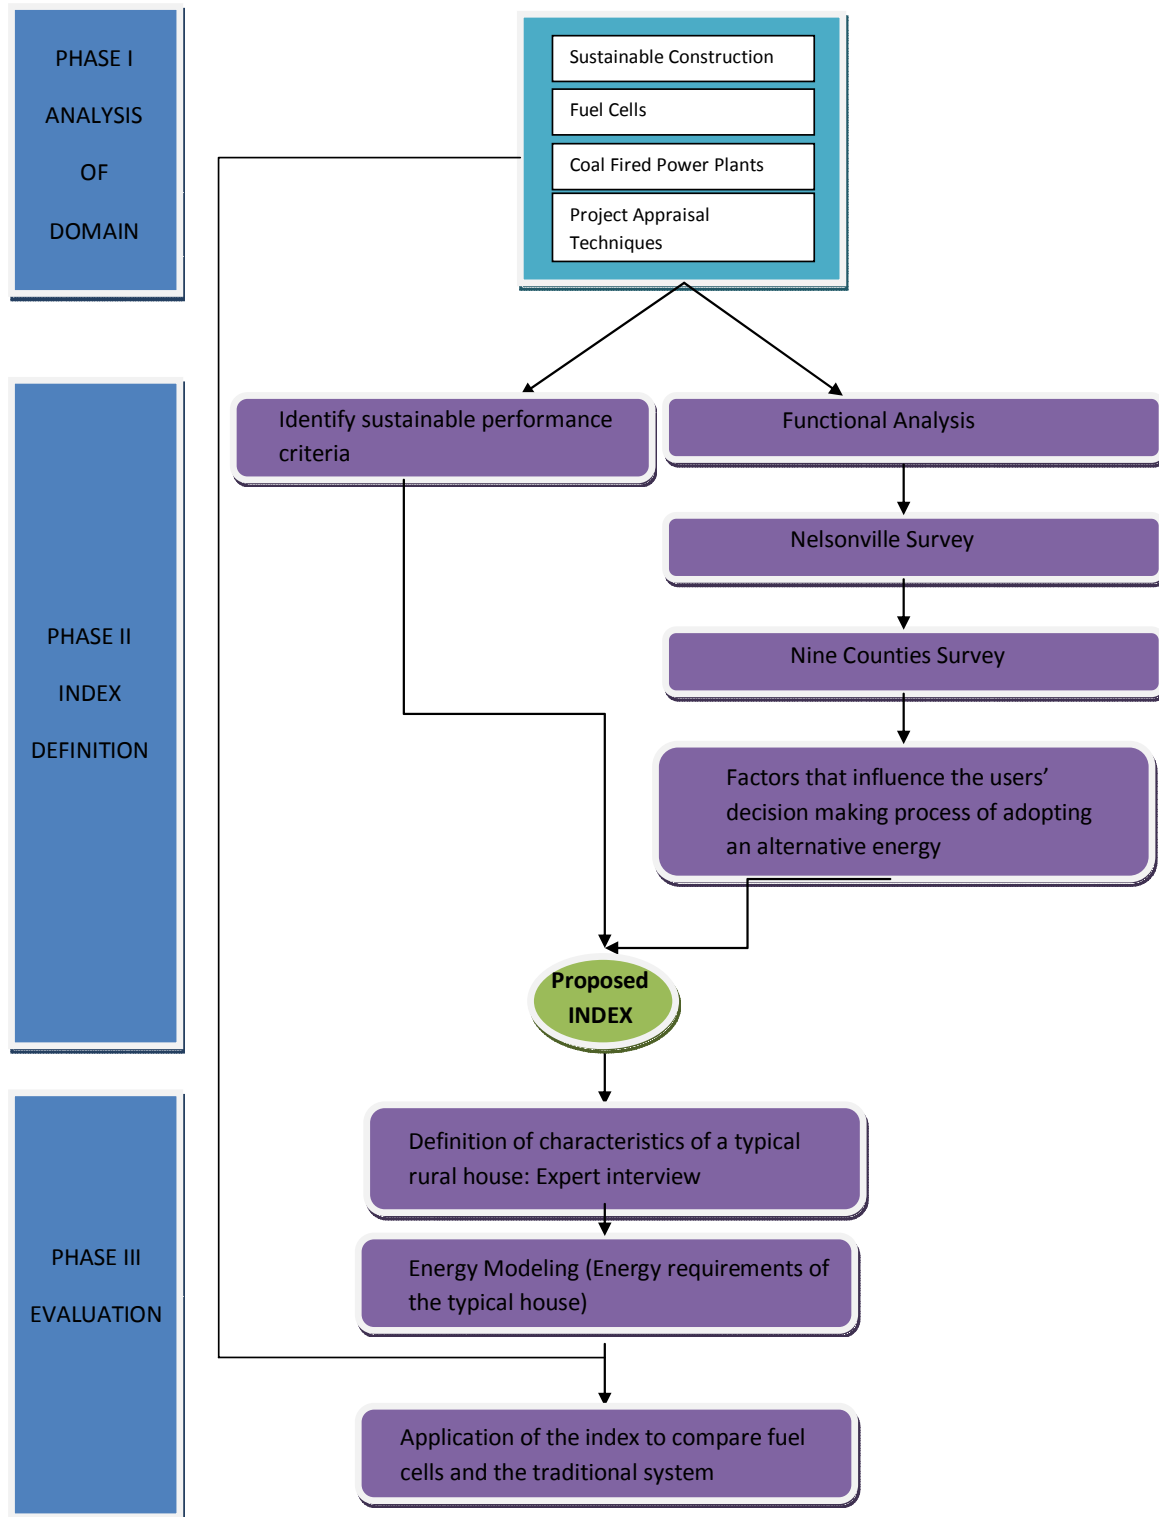 PHASE I
ANALYSIS
OF
DOMAIN
Sustainable Construction
Fuel Cells
Coal Fired Power Plants
Project Appraisal
Techniques
PHASE II
INDEX
DEFINITION
Identify sustainable performance
criteria
Functional Analysis
Nelsonville Survey
Nine Counties Survey
Factors that influence the users’
decision making process of adopting
an alternative energy
Proposed
INDEX
PHASE III
EVALUATION
Definition of characteristics of a typical
rural house: Expert interview
Energy Modeling (Energy requirements of
the typical house)
Application of the index to compare fuel
cells and the traditional system